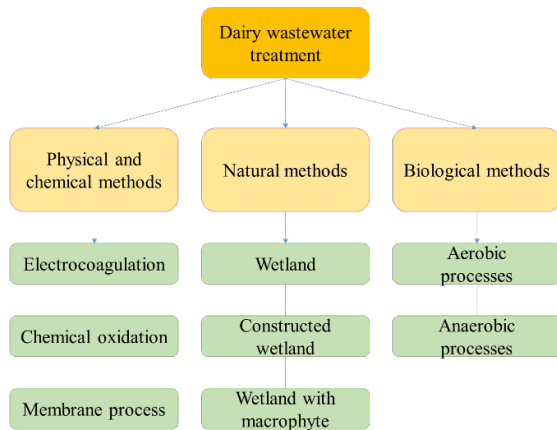 Dairy wastewater
treatment
Physical and
chemical methods
Natural methods
Biological methods
Electrocoagulation
Wetland
Aerobic
processes
Chemical oxidation
Constructed
wetland
Anaerobic
processes
Membrane process
Wetland with
macrophyte